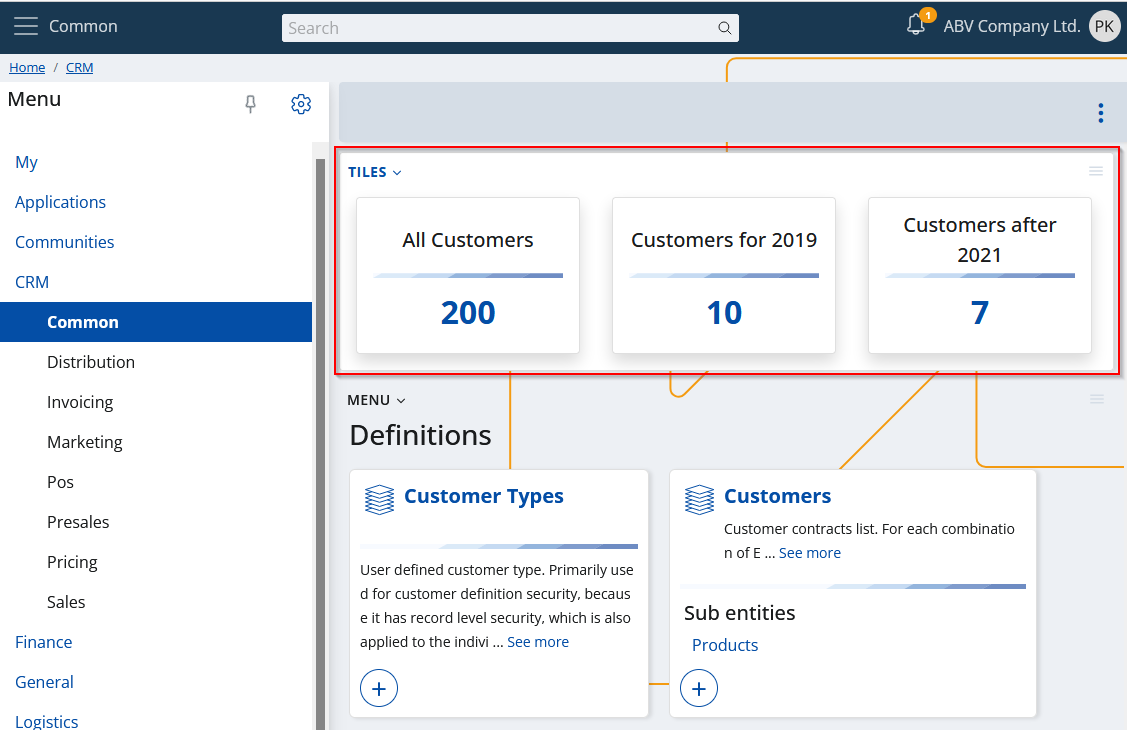 Common
Search
1
ABV Company Ltd.
PK
Home / CRM
Menu
My
Applications
Communities
CRM
Common
Distribution
Invoicing
Marketing
Pos
Presales
Pricing
Sales
Finance
General
Logistics
TILES
All Customers
200
Customers for 2019
10
Customers after
2021
7
MENU
Definitions
Customer Types
User defined customer type. Primarily use
d for customer definition security, becaus
e it has record level security, which is also
applied to the indivi ... See more
+
Customers
Customer contracts list. For each combinatio
n of E ... See more
Sub entities
Products
+